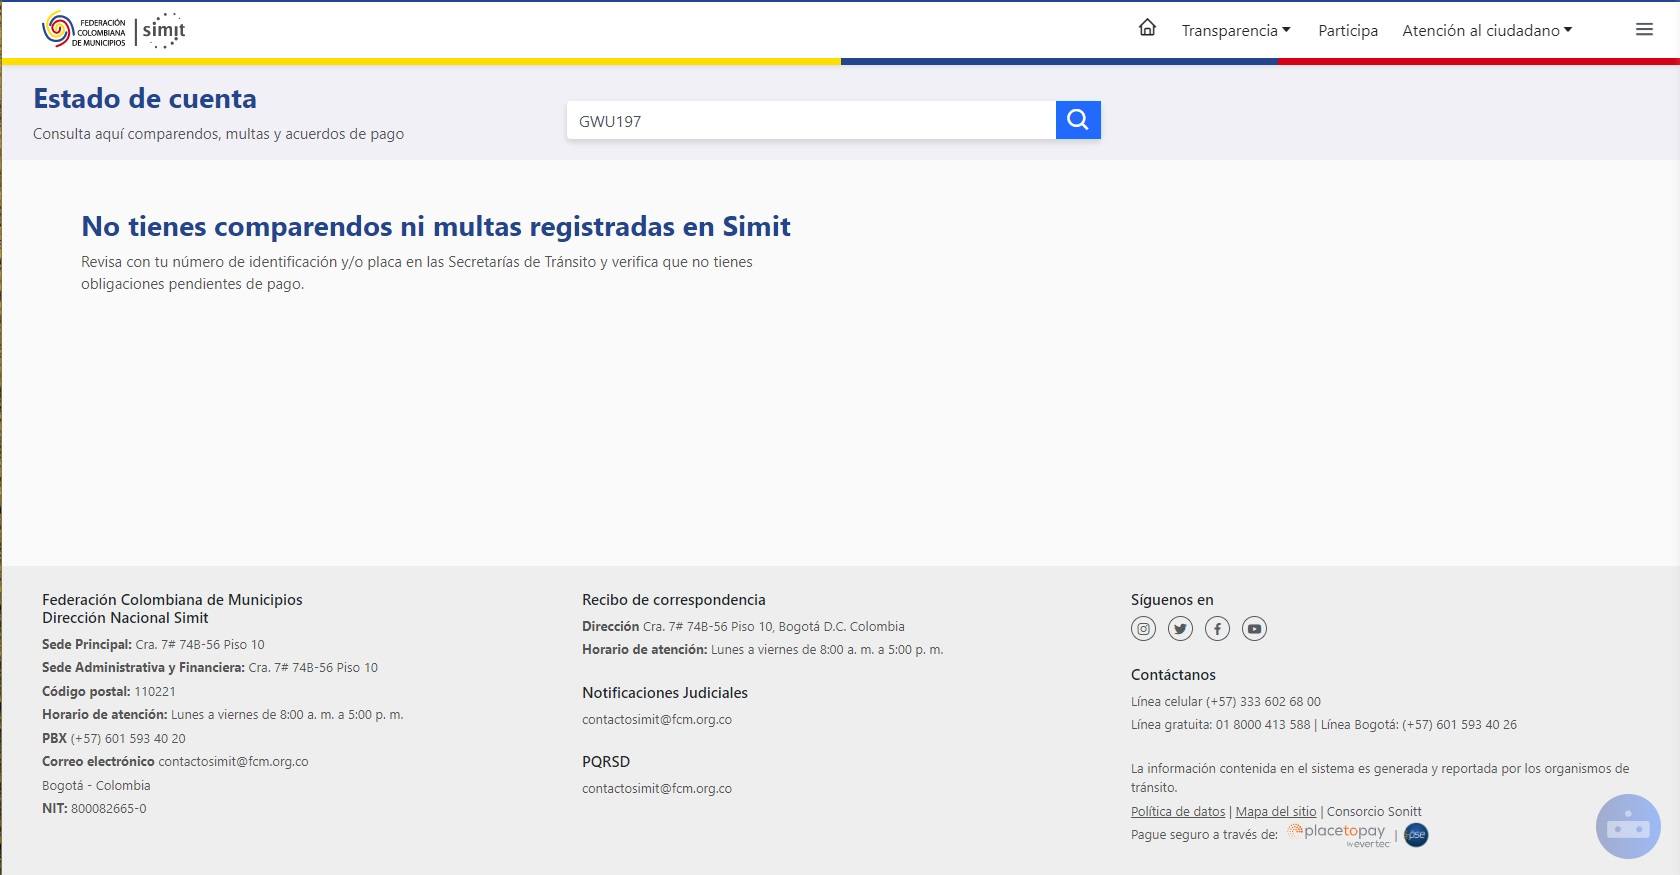 FEDERACIÓN
COLOMBIANA
DE MUNICIPIOS
simit
Transparencia
Participa
Atención al ciudadano
Estado de cuenta
Consulta aquí comparendos, multas y acuerdos de pago
GWU197
No tienes comparendos ni multas registradas en Simit
Revisa con tu número de identificación y/o placa en las Secretarías de Tránsito y verifica que no tienes
obligaciones pendientes de pago.
Federación Colombiana de Municipios
Dirección Nacional Simit
Sede Principal: Cra. 7# 74B-56 Piso 10
Sede Administrativa y Financiera: Cra. 7# 74B-56 Piso 10
Código postal: 110221
Horario de atención: Lunes a viernes de 8:00 a. m. a 5:00 p. m.
PBX (+57) 601 593 40 20
Correo electrónico contactosimit@fcm.org.co
Bogotá - Colombia
NIT: 800082665-0
Recibo de correspondencia
Dirección Cra. 7# 74B-56 Piso 10, Bogotá D.C. Colombia
Horario de atención: Lunes a viernes de 8:00 a. m. a 5:00 p. m.
Notificaciones Judiciales
contactosimit@fcm.org.co
PQRSD
contactosimit@fcm.org.co
Síguenos en
Contáctanos
Línea celular (+57) 333 602 68 00
Línea gratuita: 01 8000 413 588 | Línea Bogotá: (+57) 601 593 40 26
La información contenida en el sistema es generada y reportada por los organismos de
tránsito.
Política de datos | Mapa del sitio | Consorcio Sonitt
Pague seguro a través de: placetopay | pse
by evertec